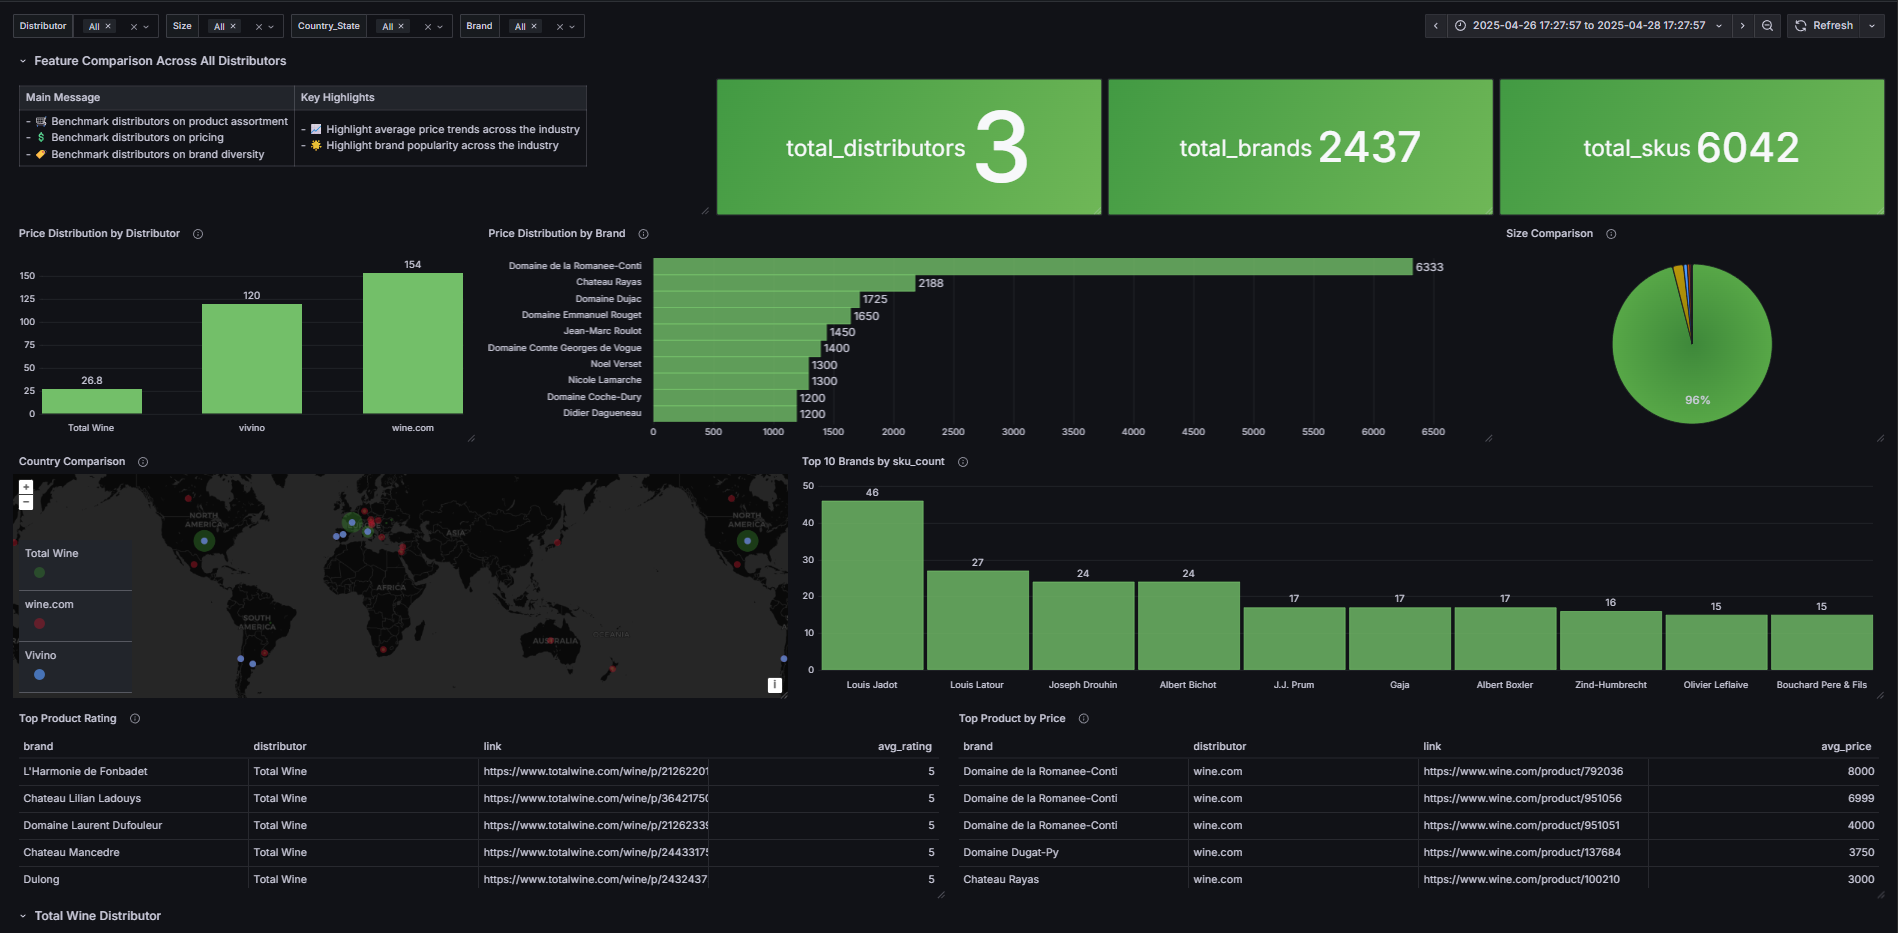 Distributor All × × Size All × × Country_State All × × Brand All × ×
2025-04-26 17:27:57 to 2025-04-28 17:27:57 Refresh
Feature Comparison Across All Distributors
Main Message Key Highlights
- 🛒 Benchmark distributors on product assortment
- 💲 Benchmark distributors on pricing
- 🏷️ Benchmark distributors on brand diversity
- 📈 Highlight average price trends across the industry
- 🌟 Highlight brand popularity across the industry
total_distributors 3
total_brands 2437
total_skus 6042
Price Distribution by Distributor
150
125
100
75
50
25
0
26.8
120
154
Total Wine vivino wine.com
Price Distribution by Brand
Domaine de la Romanee-Conti 6333
Chateau Rayas 2188
Domaine Dujac 1725
Domaine Emmanuel Rouget 1650
Jean-Marc Roulot 1450
Domaine Comte Georges de Vogue 1400
Noel Verset 1300
Nicole Lamarche 1300
Domaine Coche-Dury 1200
Didier Dagueneau 1200
0 500 1000 1500 2000 2500 3000 3500 4000 4500 5000 5500 6000 6500
Size Comparison
96%
Country Comparison
+
−
NORTH
AMERICA
ASIA
AFRICA
SOUTH
AMERICA
AUSTRALIA
OCEANIA
NORTH
AMERICA
Total Wine
wine.com
Vivino
i
Top 10 Brands by sku_count
50
40
30
20
10
0
46 27 24 24 17 17 17 16 15 15
Louis Jadot Louis Latour Joseph Drouhin Albert Bichot J.J. Prum Gaja Albert Boxler Zind-Humbrecht Olivier Leflaive Bouchard Pere & Fils
Top Product Rating
brand distributor link avg_rating
L'Harmonie de Fonbadet Total Wine https://www.totalwine.com/wine/p/21262201 5
Chateau Lilian Ladouys Total Wine https://www.totalwine.com/wine/p/36421750 5
Domaine Laurent Dufouleur Total Wine https://www.totalwine.com/wine/p/21262339 5
Chateau Mancedre Total Wine https://www.totalwine.com/wine/p/24433175 5
Dulong Total Wine https://www.totalwine.com/wine/p/2432437 5
Top Product by Price
brand distributor link avg_price
Domaine de la Romanee-Conti wine.com https://www.wine.com/product/792036 8000
Domaine de la Romanee-Conti wine.com https://www.wine.com/product/951056 6999
Domaine de la Romanee-Conti wine.com https://www.wine.com/product/951051 4000
Domaine Dugat-Py wine.com https://www.wine.com/product/137684 3750
Chateau Rayas wine.com https://www.wine.com/product/100210 3000
Total Wine Distributor